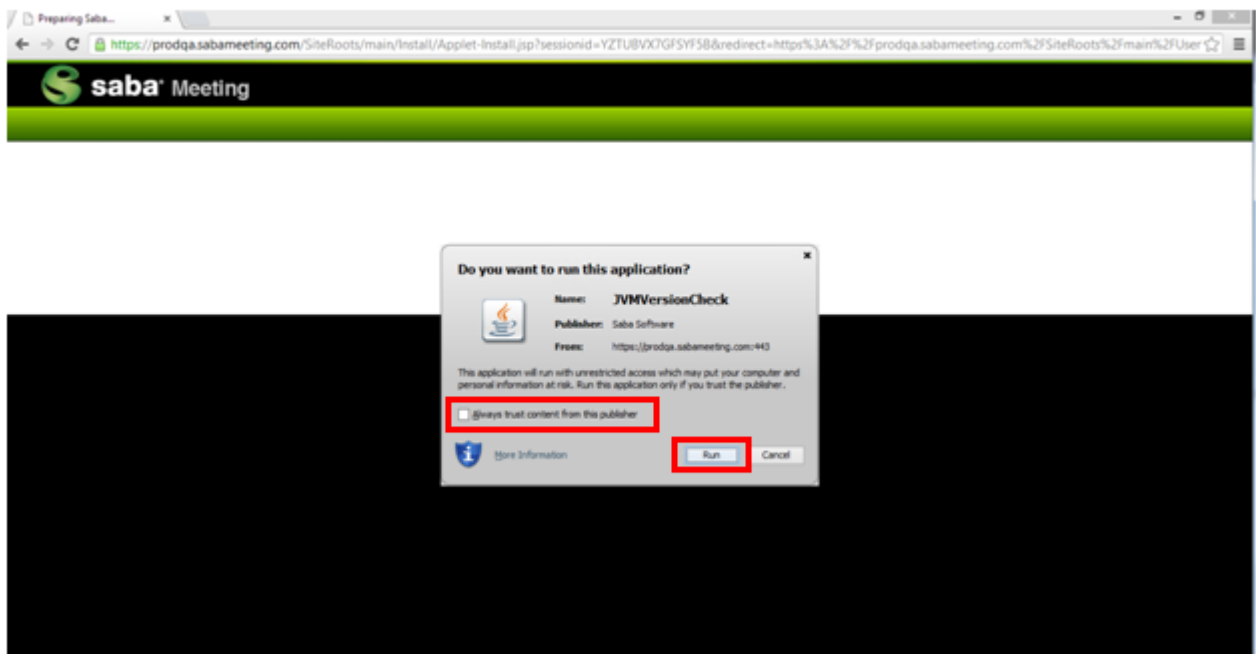 Preparing Saba...
https://prodqa.sabameeting.com/SiteRoots/main/Install/Applet-Install.jsp?sessionid=YZTU8VX7GFSYF58&redirect=https%3A%2F%2Fprodqa.sabameeting.com%2FSiteRoots%2Fmain%2FUser
saba Meeting
Do you want to run this application?
Name: JVMVersionCheck
Publisher: Saba Software
From: https://prodqa.sabameeting.com:443
This application will run with unrestricted access which may put your computer and
personal information at risk. Run this application only if you trust the publisher.
Always trust content from this publisher
More Information
Run Cancel